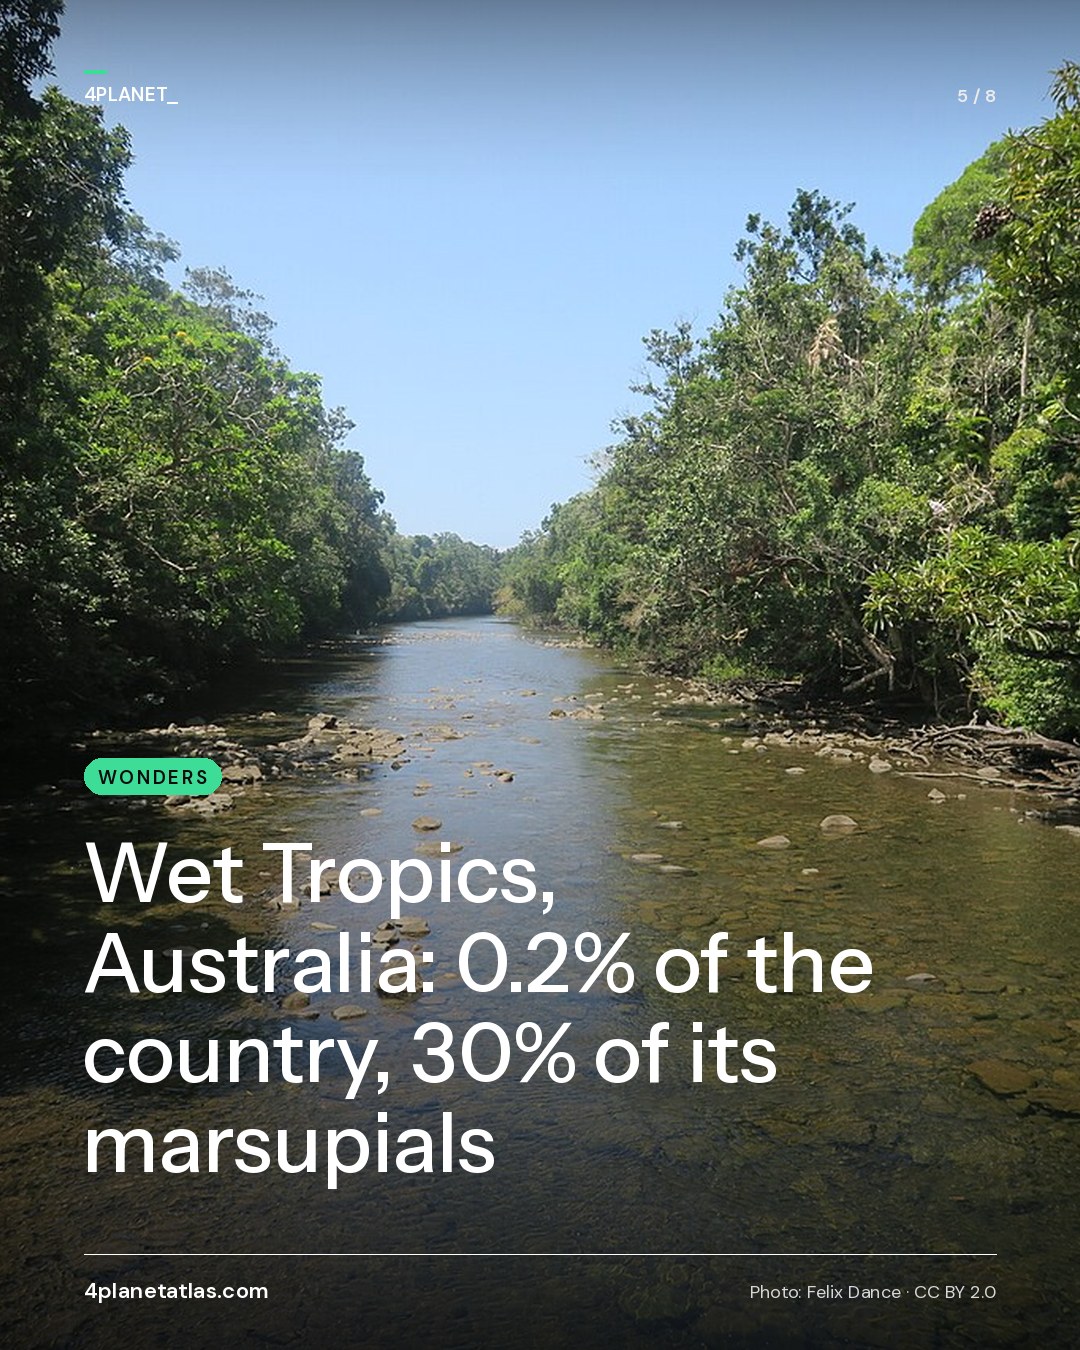 4PLANET_
5 / 8
WONDERS
Wet Tropics,
Australia: 0.2% of the
country, 30% of its
marsupials
4planetatlas.com
Photo: Felix Dance · CC BY 2.0